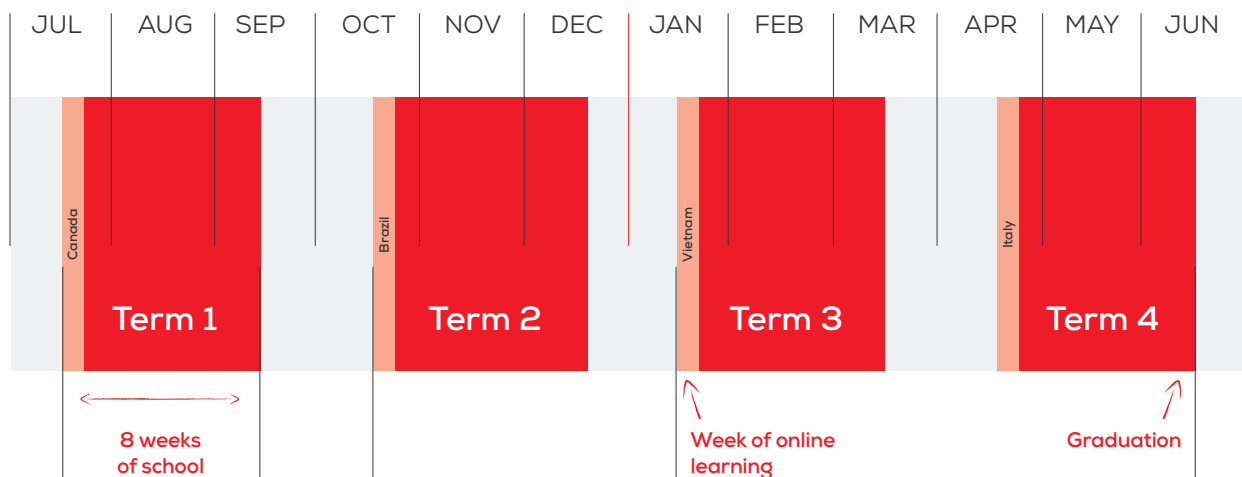 JUL AUG SEP OCT NOV DEC JAN FEB MAR APR MAY JUN
Canada
Brazil
Vietnam
Italy
Term 1
Term 2
Term 3
Term 4
8 weeks
of school
Week of online
learning
Graduation